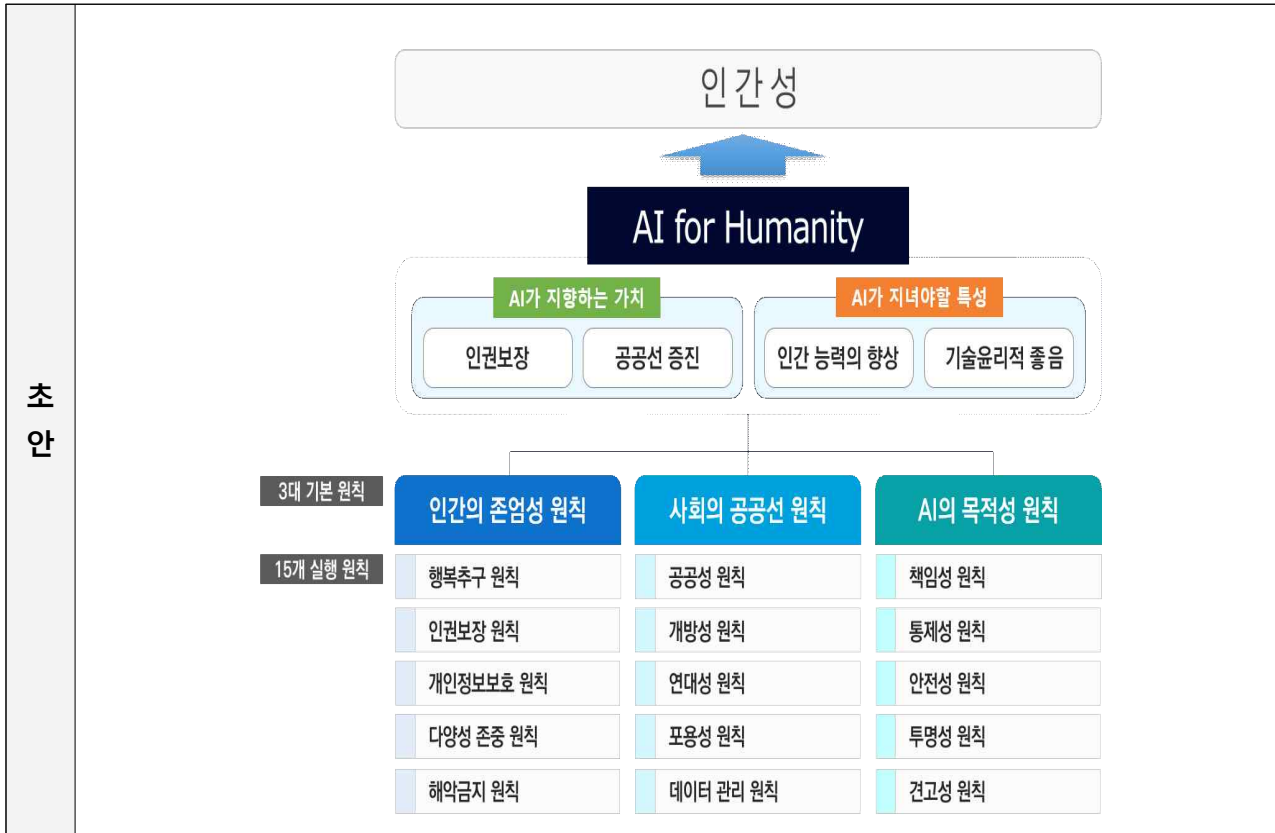 초
안
인간성
AI for Humanity
AI가 지향하는 가치
AI가 지녀야할 특성
인권보장
공공선 증진
인간 능력의 향상
기술윤리적 좋음
3대 기본 원칙
인간의 존엄성 원칙
사회의 공공선 원칙
AI의 목적성 원칙
15개 실행 원칙
행복추구 원칙
공공성 원칙
책임성 원칙
인권보장 원칙
개방성 원칙
통제성 원칙
개인정보보호 원칙
연대성 원칙
안전성 원칙
다양성 존중 원칙
포용성 원칙
투명성 원칙
해악금지 원칙
데이터 관리 원칙
견고성 원칙